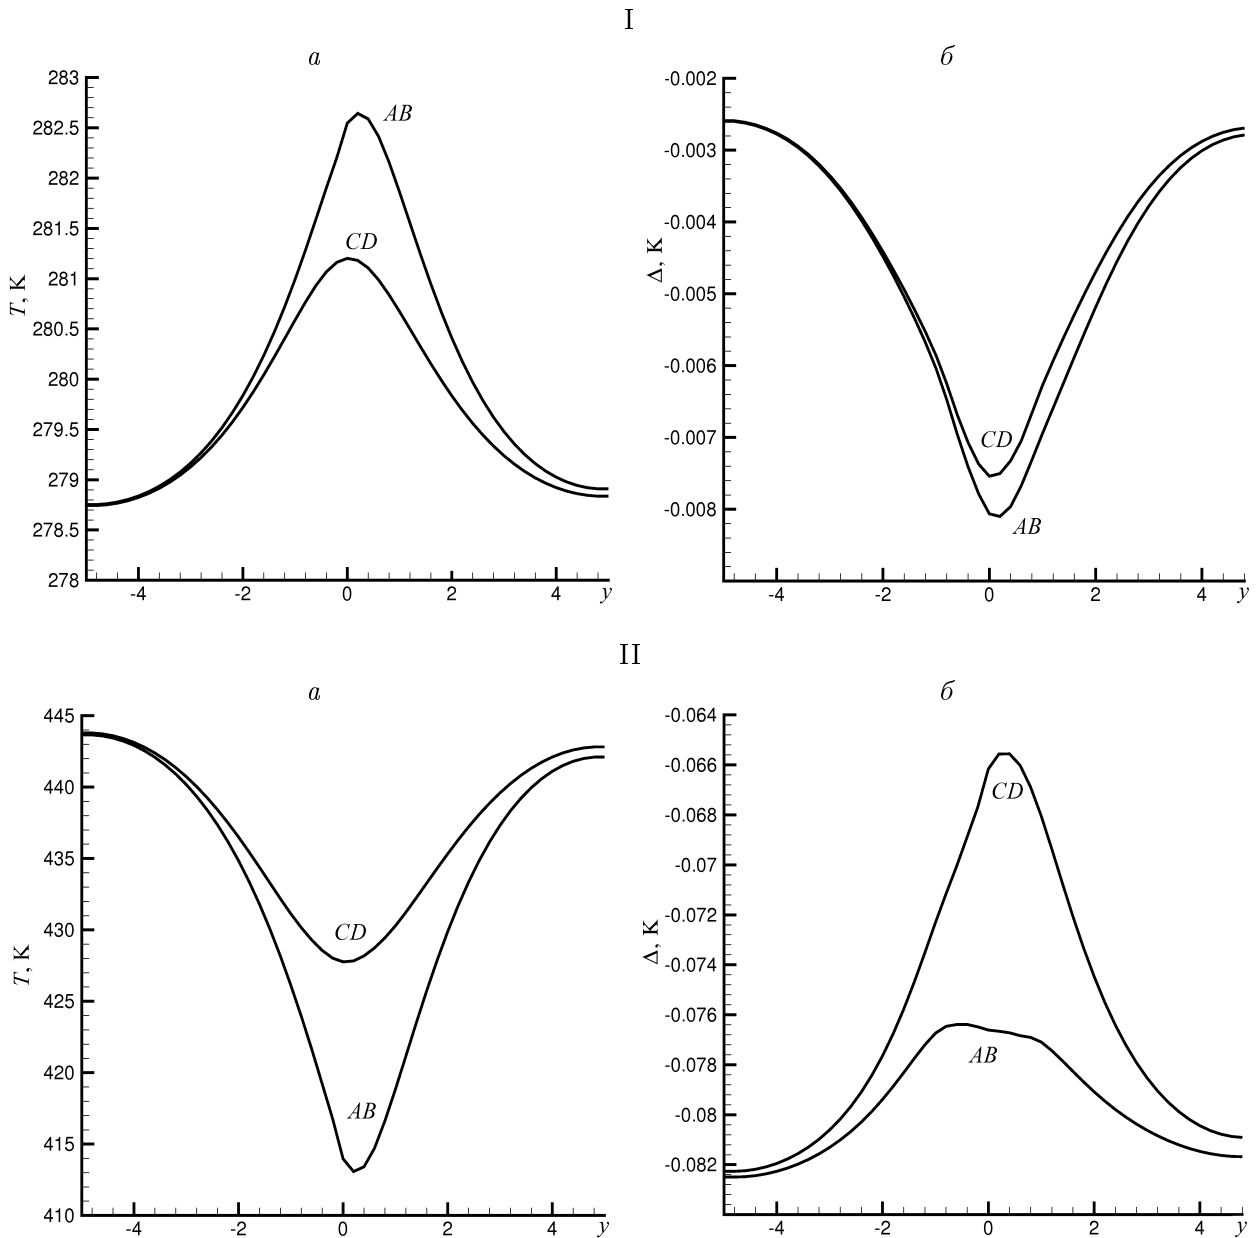 I
а
283
282.5
282
281.5
281
280.5
280
279.5
279
278.5
278
T, K
AB
CD
-4
-2
0
2
4
y
б
-0.002
-0.003
-0.004
-0.005
-0.006
-0.007
-0.008
Δ, K
CD
AB
-4
-2
0
2
4
y
II
а
445
440
435
430
425
420
415
410
T, K
CD
AB
-4
-2
0
2
4
y
б
-0.064
-0.066
-0.068
-0.07
-0.072
-0.074
-0.076
-0.078
-0.08
-0.082
Δ, K
CD
AB
-4
-2
0
2
4
y